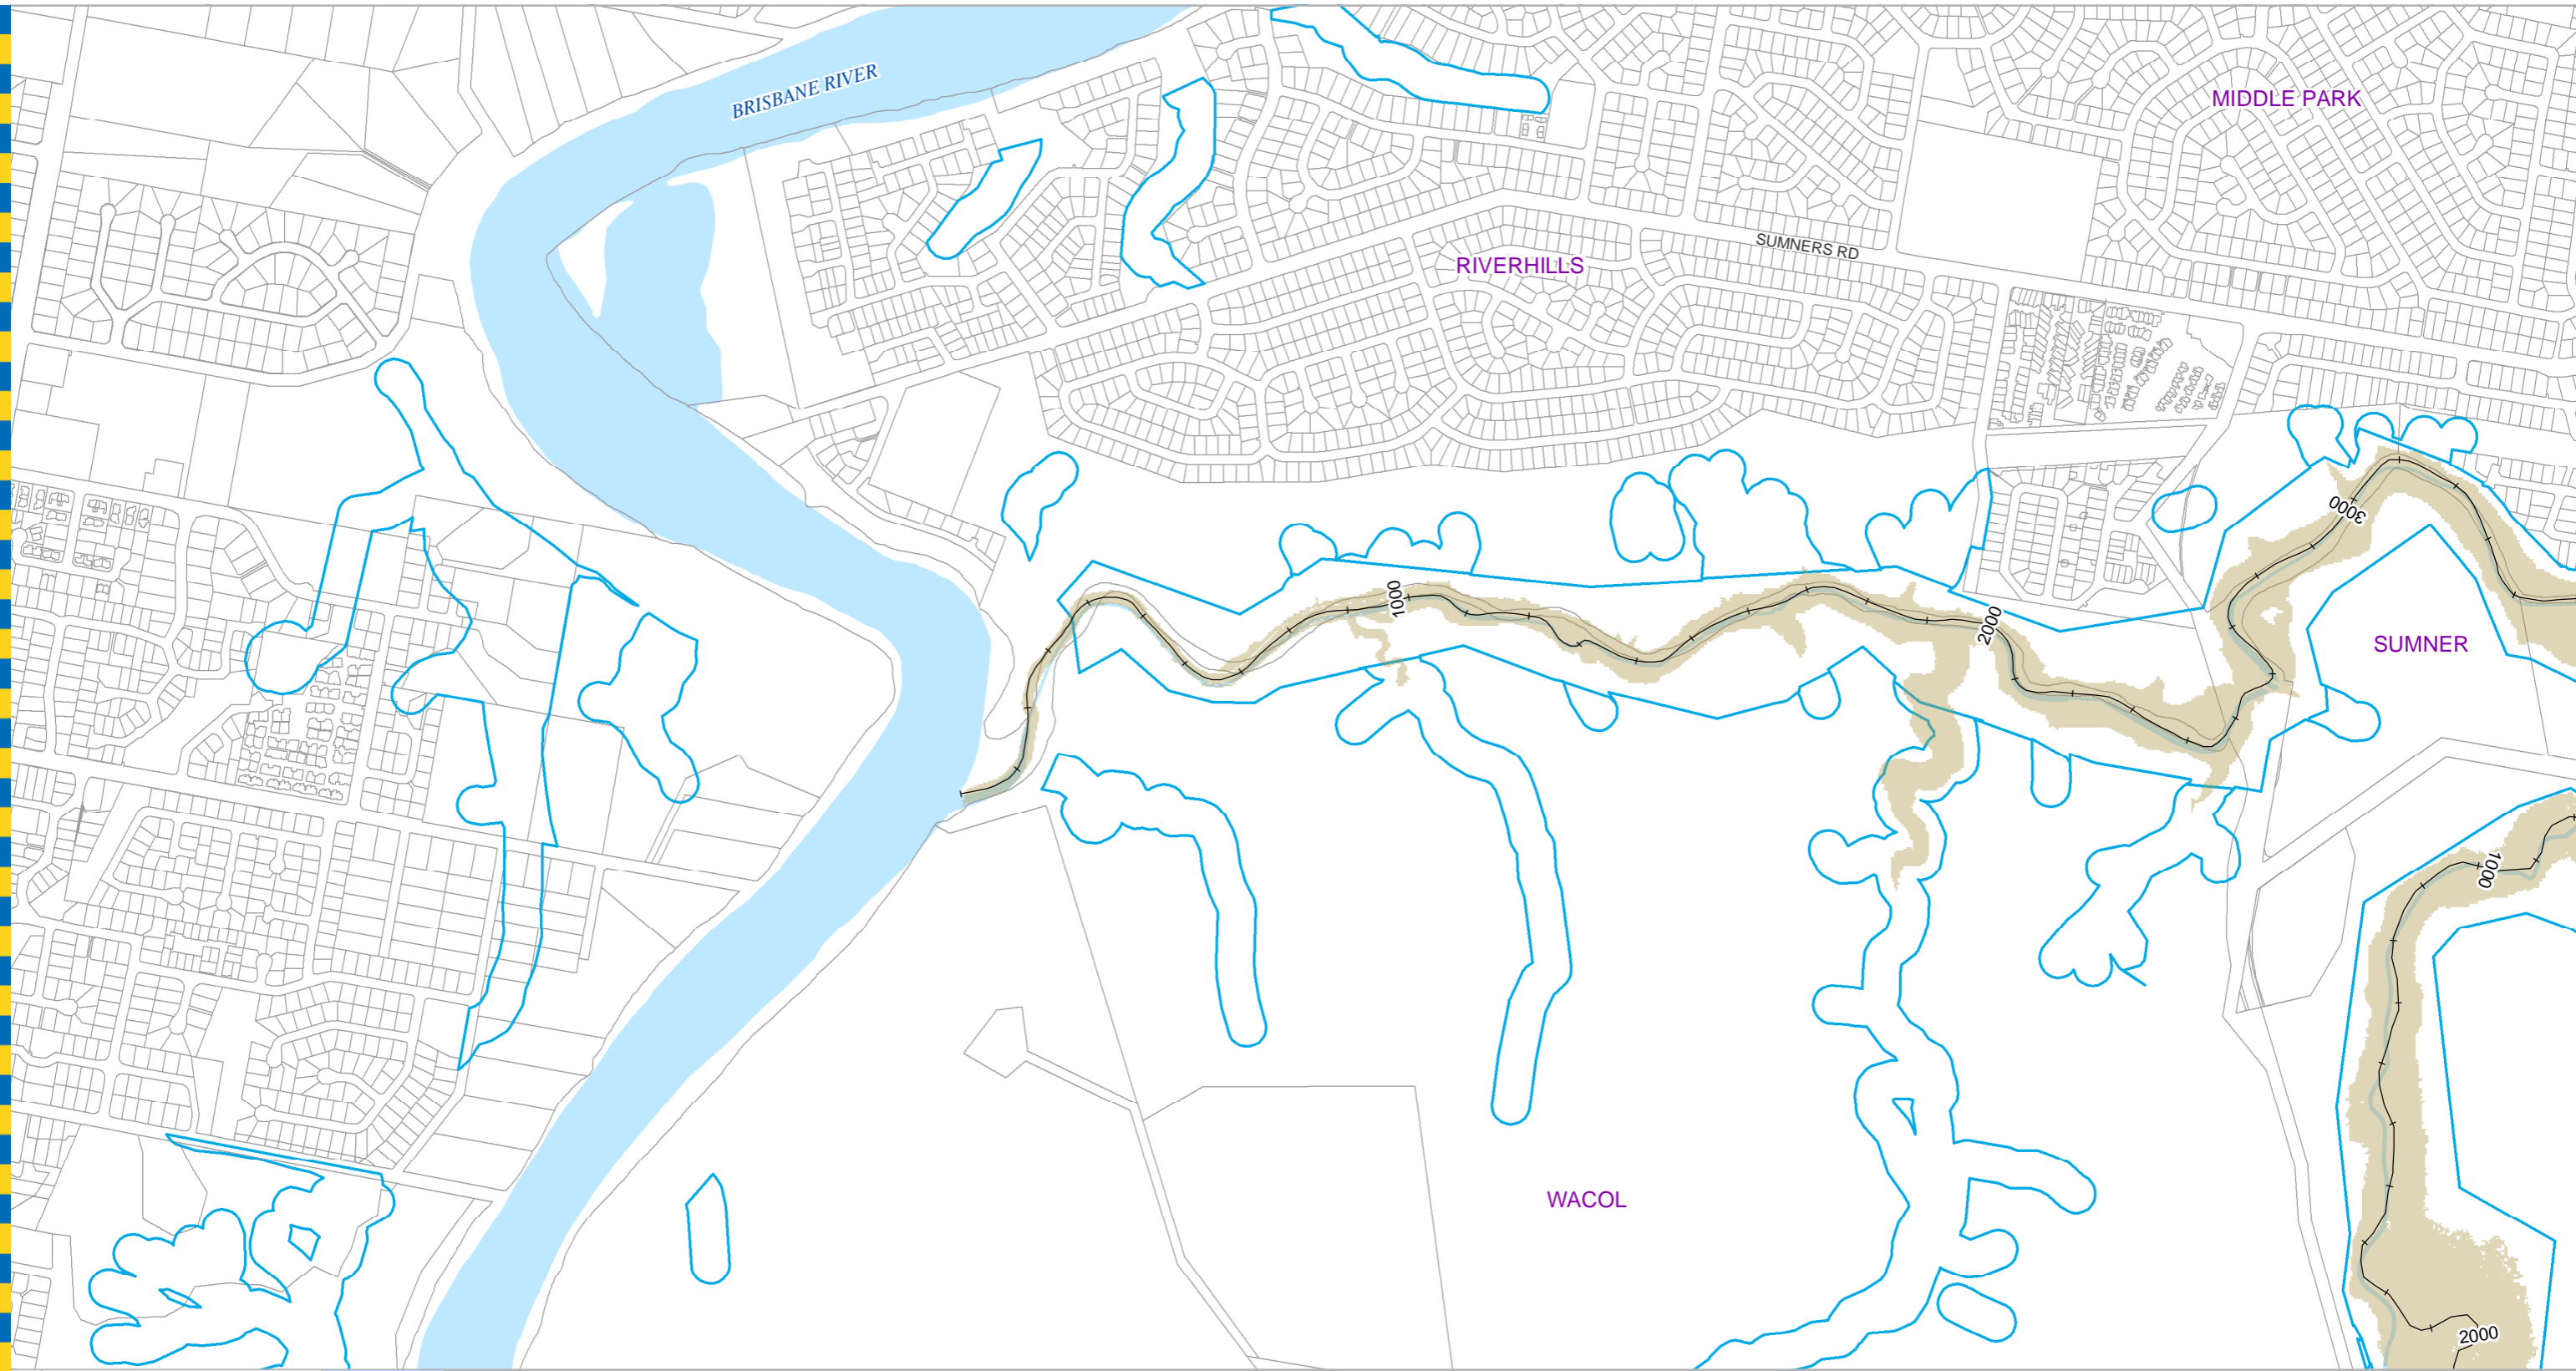 BRISBANE RIVER
MIDDLE PARK
SUMNERS RD
RIVERHILLS
3000
1000
2000
SUMNER
1000
WACOL
2000